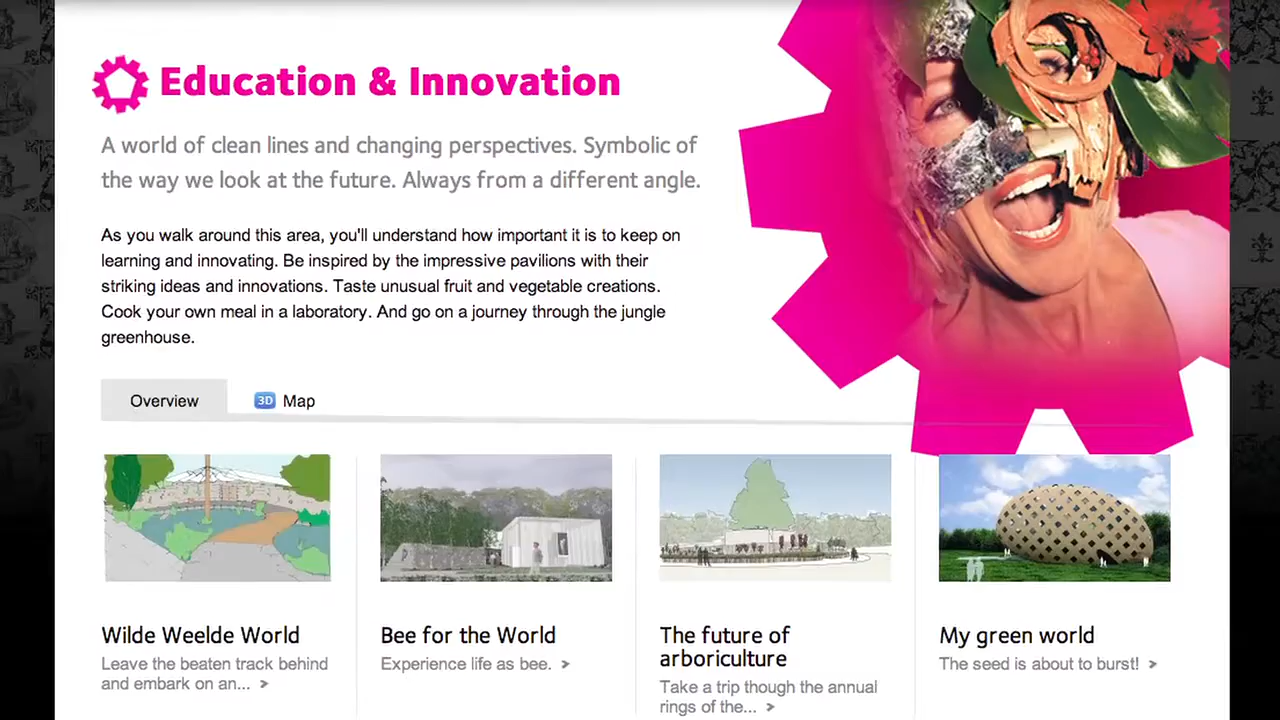 Education & Innovation
A world of clean lines and changing perspectives. Symbolic of
the way we look at the future. Always from a different angle.
As you walk around this area, you'll understand how important it is to keep on
learning and innovating. Be inspired by the impressive pavilions with their
striking ideas and innovations. Taste unusual fruit and vegetable creations.
Cook your own meal in a laboratory. And go on a journey through the jungle
greenhouse.
Overview
3D Map
Wilde Weelde World
Leave the beaten track behind
and embark on an...
Bee for the World
Experience life as bee.
The future of
arboriculture
Take a trip though the annual
rings of the...
My green world
The seed is about to burst!